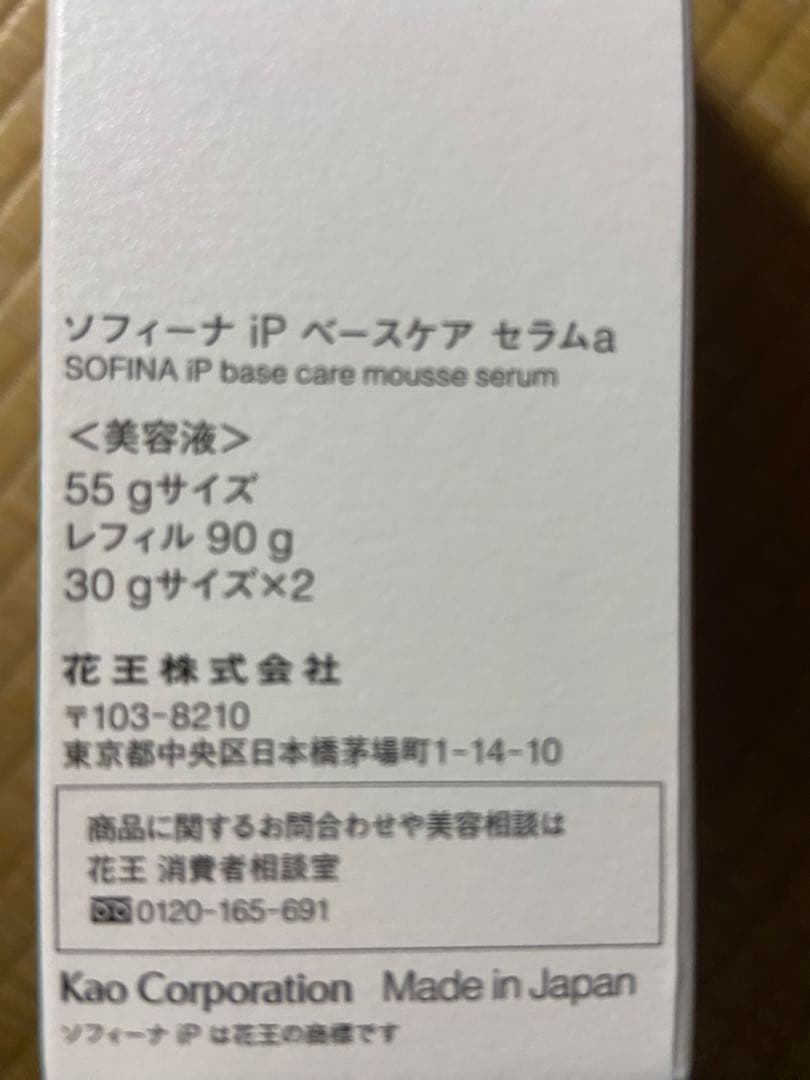 ソフィーナ iP ベースケア セラムa
SOFINA iP base care mousse serum
＜美容液＞
55 gサイズ
レフィル 90 g
30 gサイズ×2
花王株式会社
〒103-8210
東京都中央区日本橋茅場町1-14-10
商品に関するお問合わせや美容相談は
花王 消費者相談室
0120-165-691
Kao Corporation Made in Japan
ソフィーナ iP は花王の商標です